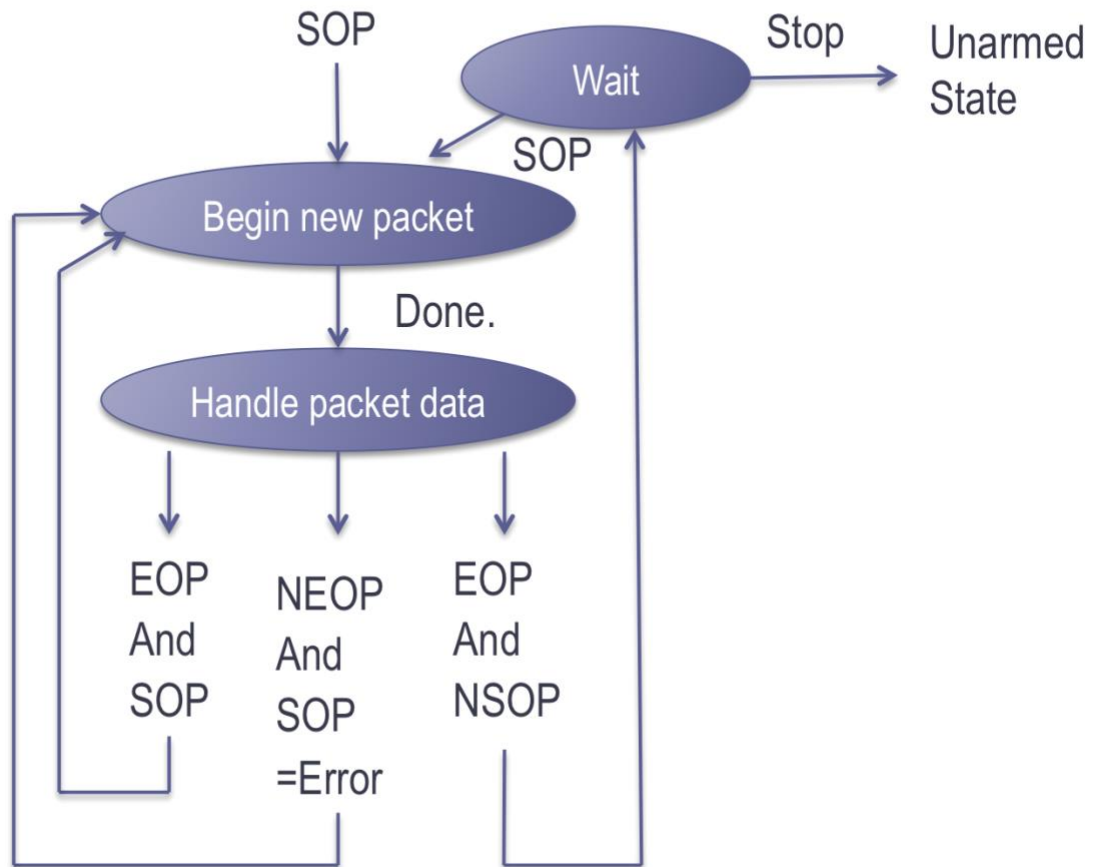 SOP
Wait
Stop
Unarmed
State
SOP
Begin new packet
Done.
Handle packet data
EOP
And
SOP
NEOP
And
SOP
=Error
EOP
And
NSOP